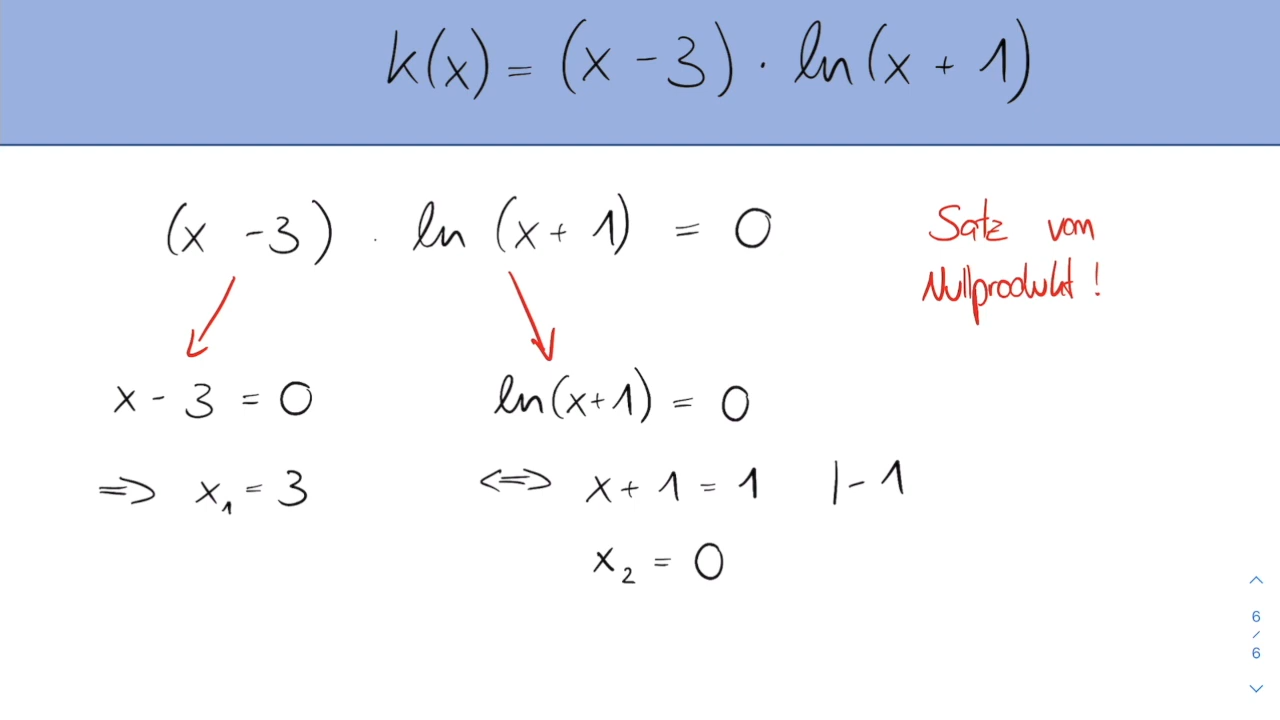 k(x) = (x - 3) · ln(x + 1)
(x - 3) · ln (x + 1) = 0
Satz vom
Nullprodukt!
x - 3 = 0
ln(x+1) = 0
=> x₁ = 3
<=> x + 1 = 1 | - 1
x₂ = 0
6
/
6